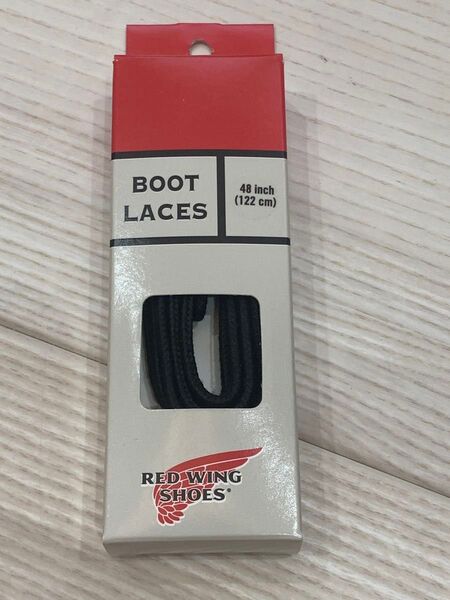 BOOT
LACES
48 inch
(122 cm)
RED WING
SHOES®